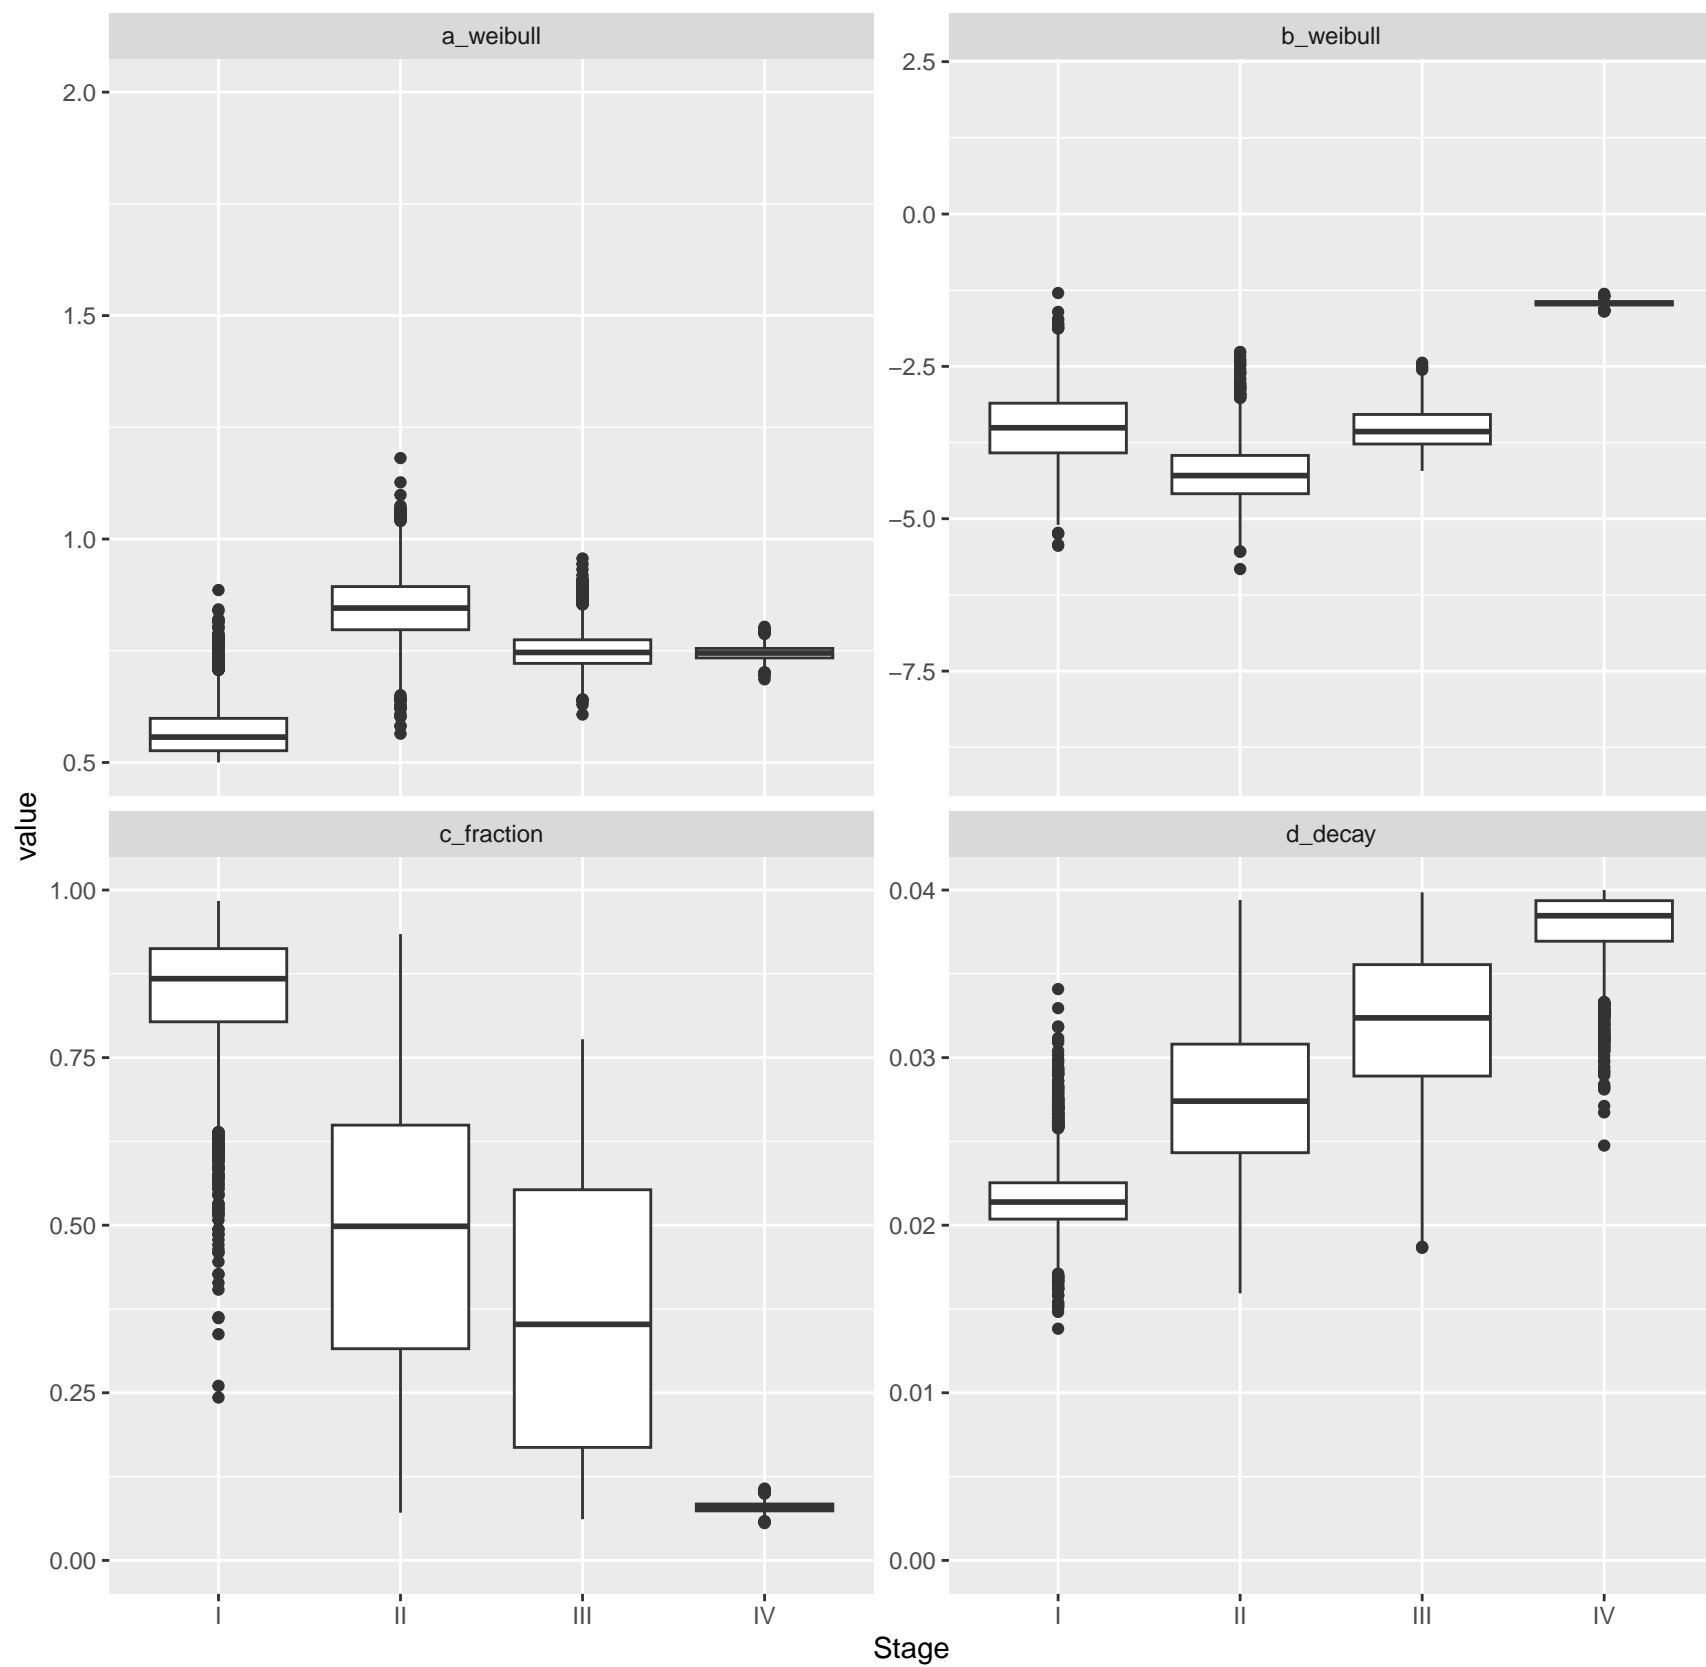 a_weibull
b_weibull
2.0
1.5
1.0
0.5
2.5
0.0
−2.5
−5.0
−7.5
value
c_fraction
d_decay
1.00
0.75
0.50
0.25
0.00
0.04
0.03
0.02
0.01
0.00
I II III IV
I II III IV
Stage